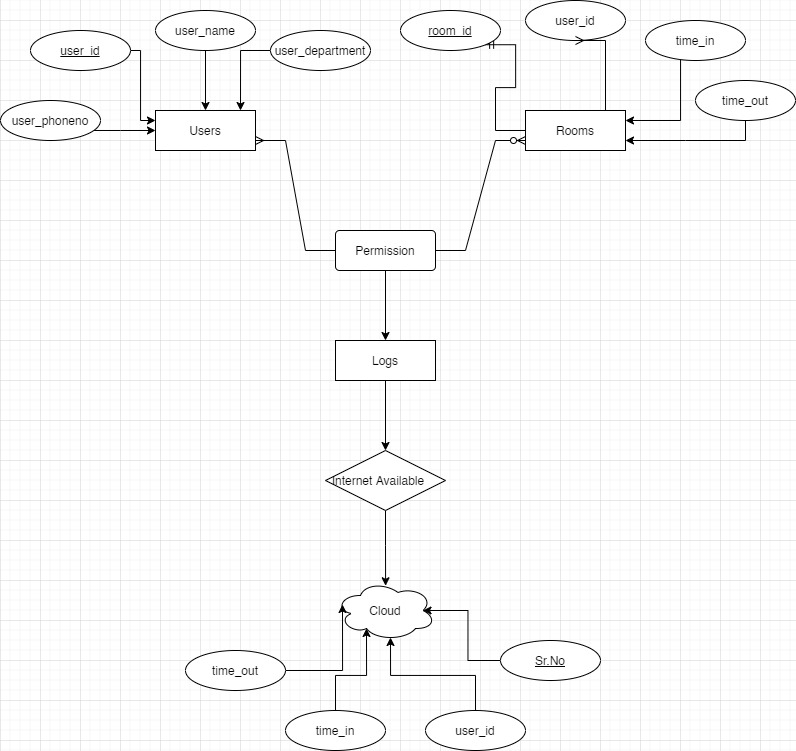 user_id
user_name
user_department
user_phoneno
Users
room_id
user_id
time_in
time_out
Rooms
Permission
Logs
Internet Available
Cloud
time_out
time_in
user_id
Sr.No